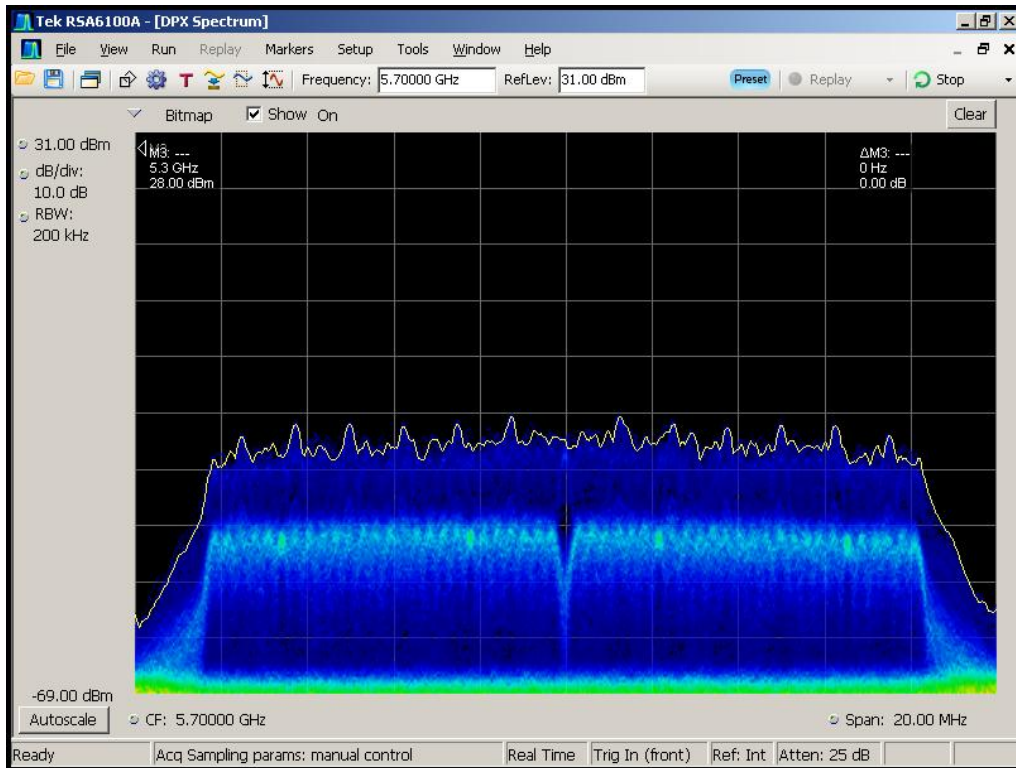 Tek RSA6100A - [DPX Spectrum]
File View Run Replay Markers Setup Tools Window Help
T Frequency: 5.70000 GHz RefLev: 31.00 dBm Preset Replay Stop
Bitmap Show On Clear
31.00 dBm
dB/div:
10.0 dB
RBW:
200 kHz
M3: ---
5.3 GHz
28.00 dBm
ΔM3: ---
0 Hz
0.00 dB
-69.00 dBm
Autoscale CF: 5.70000 GHz Span: 20.00 MHz
Ready Acq Sampling params: manual control Real Time Trig In (front) Ref: Int Atten: 25 dB